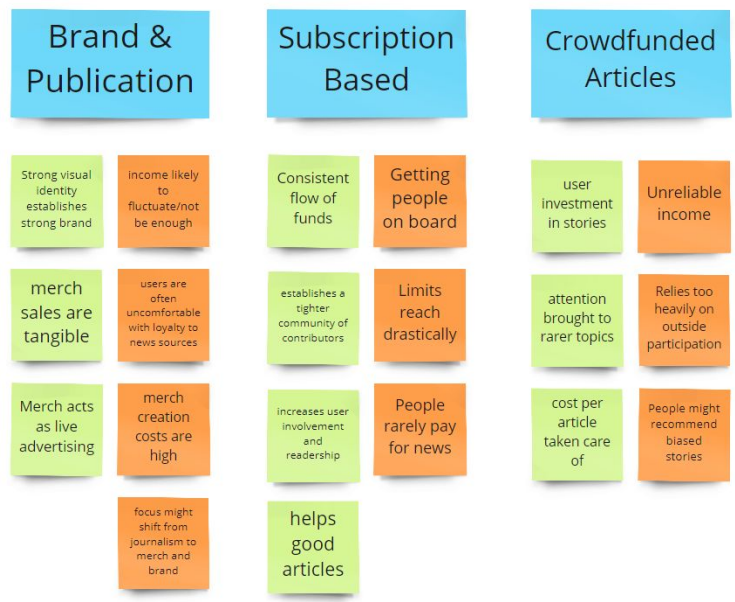 Brand &
Publication
Strong visual
identity
establishes
strong brand
income likely
to
fluctuate/not
be enough
merch
sales are
tangible
users are
often
uncomfortable
with loyalty to
news sources
Merch acts
as live
advertising
merch
creation
costs are
high
focus might
shift from
journalism to
merch and
brand
Subscription
Based
Consistent
flow of
funds
Getting
people
on board
establishes a
tighter
community of
contributors
Limits
reach
drastically
increases user
involvement
and
readership
People
rarely pay
for news
helps
good
articles
Crowdfunded
Articles
user
investment
in stories
Unreliable
income
attention
brought to
rarer topics
Relies too
heavily on
outside
participation
cost per
article
taken care
of
People might
recommend
biased
stories